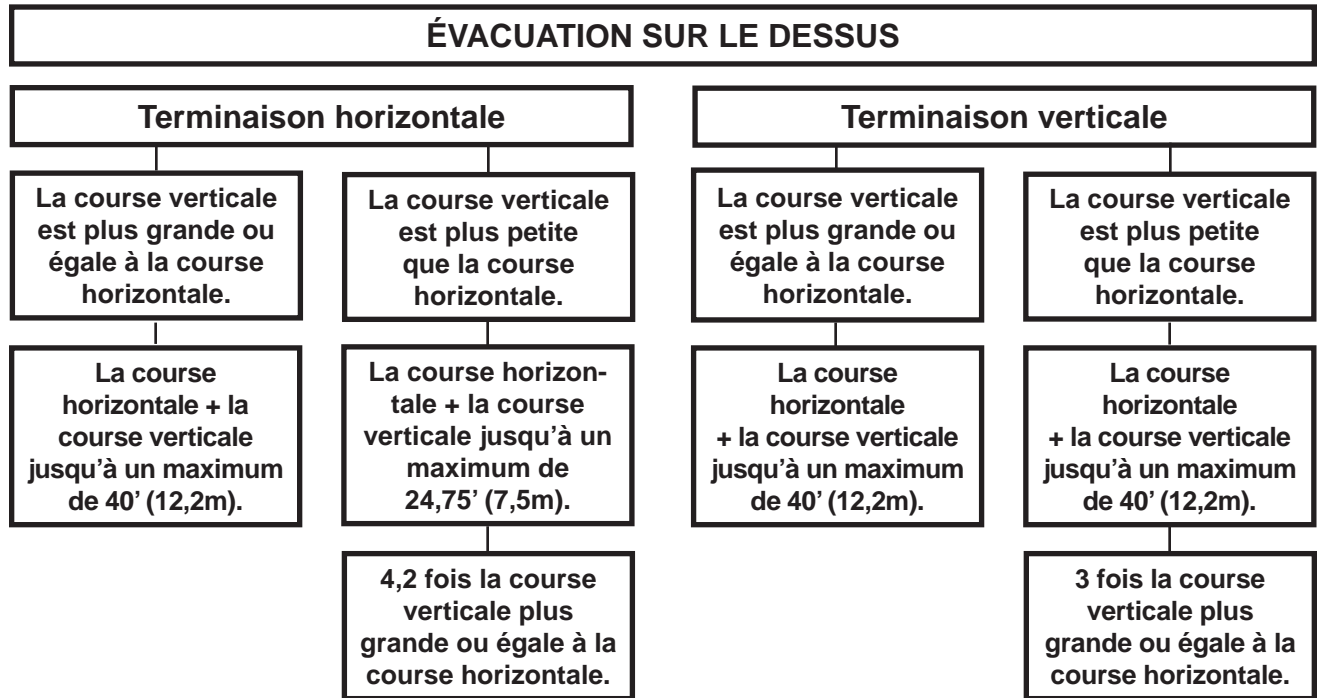 ÉVACUATION SUR LE DESSUS
Terminaison horizontale
La course verticale
est plus grande ou
égale à la course
horizontale.
La course
horizontale + la
course verticale
jusqu’à un maximum
de 40’ (12,2m).
La course verticale
est plus petite
que la course
horizontale.
La course horizon-
tale + la course
verticale jusqu’à un
maximum de
24,75’ (7,5m).
4,2 fois la course
verticale plus
grande ou égale à la
course horizontale.
Terminaison verticale
La course verticale
est plus grande ou
égale à la course
horizontale.
La course
horizontale
+ la course verticale
jusqu’à un maximum
de 40’ (12,2m).
La course verticale
est plus petite
que la course
horizontale.
La course
horizontale
+ la course verticale
jusqu’à un maximum
de 40’ (12,2m).
3 fois la course
verticale plus
grande ou égale à la
course horizontale.